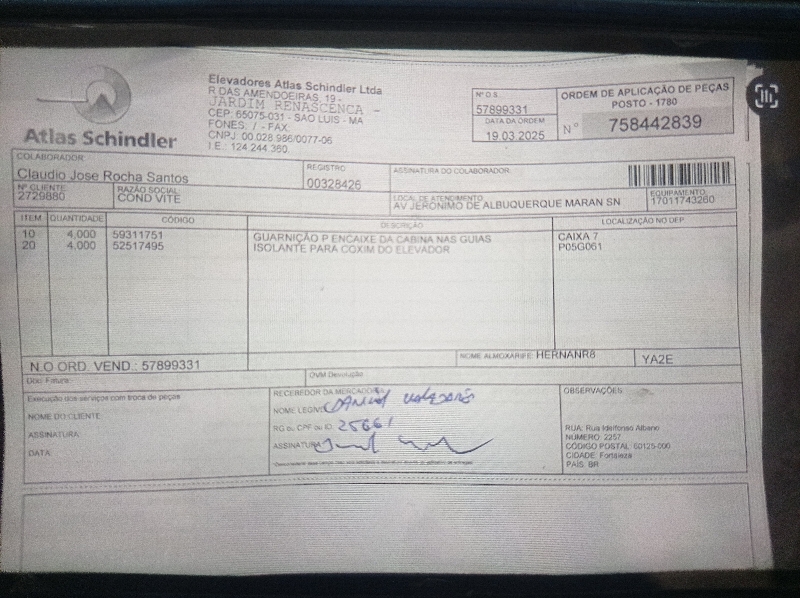 Atlas Schindler
Elevadores Atlas Schindler Ltda
R DAS AMENDOEIRAS, 19 -
JARDIM RENASCENCA -
CEP: 65075-031 - SAO LUIS - MA
FONES: / - FAX:
CNPJ: 00.028.986/0077-06
I.E.: 124.244.360.
Nº O.S.
57899331
DATA DA ORDEM
19.03.2025
ORDEM DE APLICAÇÃO DE PEÇAS
POSTO - 1780
Nº 758442839
COLABORADOR
Claudio Jose Rocha Santos
REGISTRO
00328426
ASSINATURA DO COLABORADOR
Nº CLIENTE
2729880
RAZÃO SOCIAL
COND VITE
LOCAL DE ATENDIMENTO
AV JERONIMO DE ALBUQUERQUE MARAN SN
EQUIPAMENTO
17011743260
ITEM QUANTIDADE CÓDIGO DESCRIÇÃO LOCALIZAÇÃO NO DEP.
10 4,000 59311751 GUARNIÇÃO P ENCAIXE DA CABINA NAS GUIAS CAIXA 7
20 4,000 52517495 ISOLANTE PARA COXIM DO ELEVADOR P05G061
N.O ORD. VEND.: 57899331
NOME ALMOXARIFE: HERNANR8
YA2E
Doc. Fatura:
OVM Devolução
Execução dos serviços com troca de peças
NOME DO CLIENTE:
ASSINATURA:
DATA:
RECEBEDOR DA MERCADORIA
NOME LEGÍVEL
RG ou CPF ou ID: 25661
ASSINATURA
OBSERVAÇÕES
RUA: Rua Idelfonso Albano
NÚMERO: 2257
CÓDIGO POSTAL: 60125-000
CIDADE: Fortaleza
PAÍS: BR